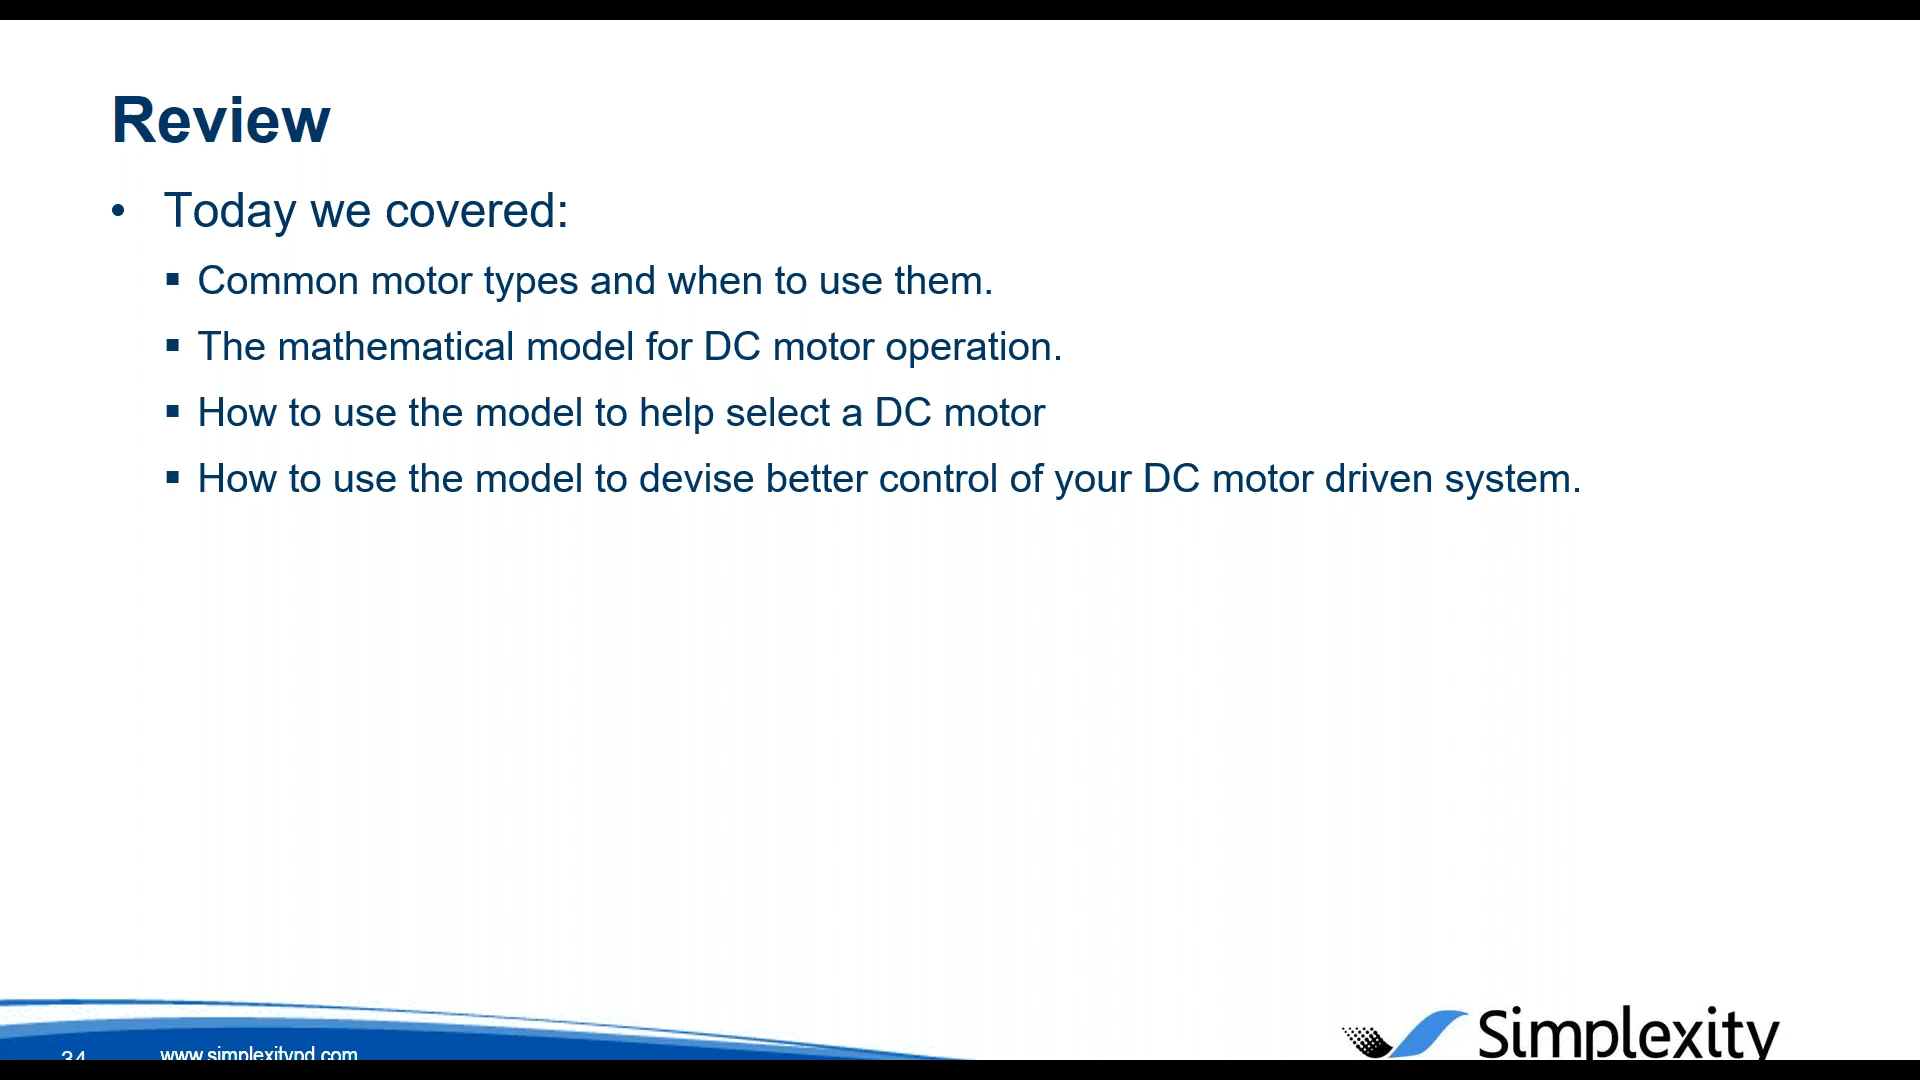 Review
• Today we covered:
▪ Common motor types and when to use them.
▪ The mathematical model for DC motor operation.
▪ How to use the model to help select a DC motor
▪ How to use the model to devise better control of your DC motor driven system.
34
www.simplexitypd.com
Simplexity